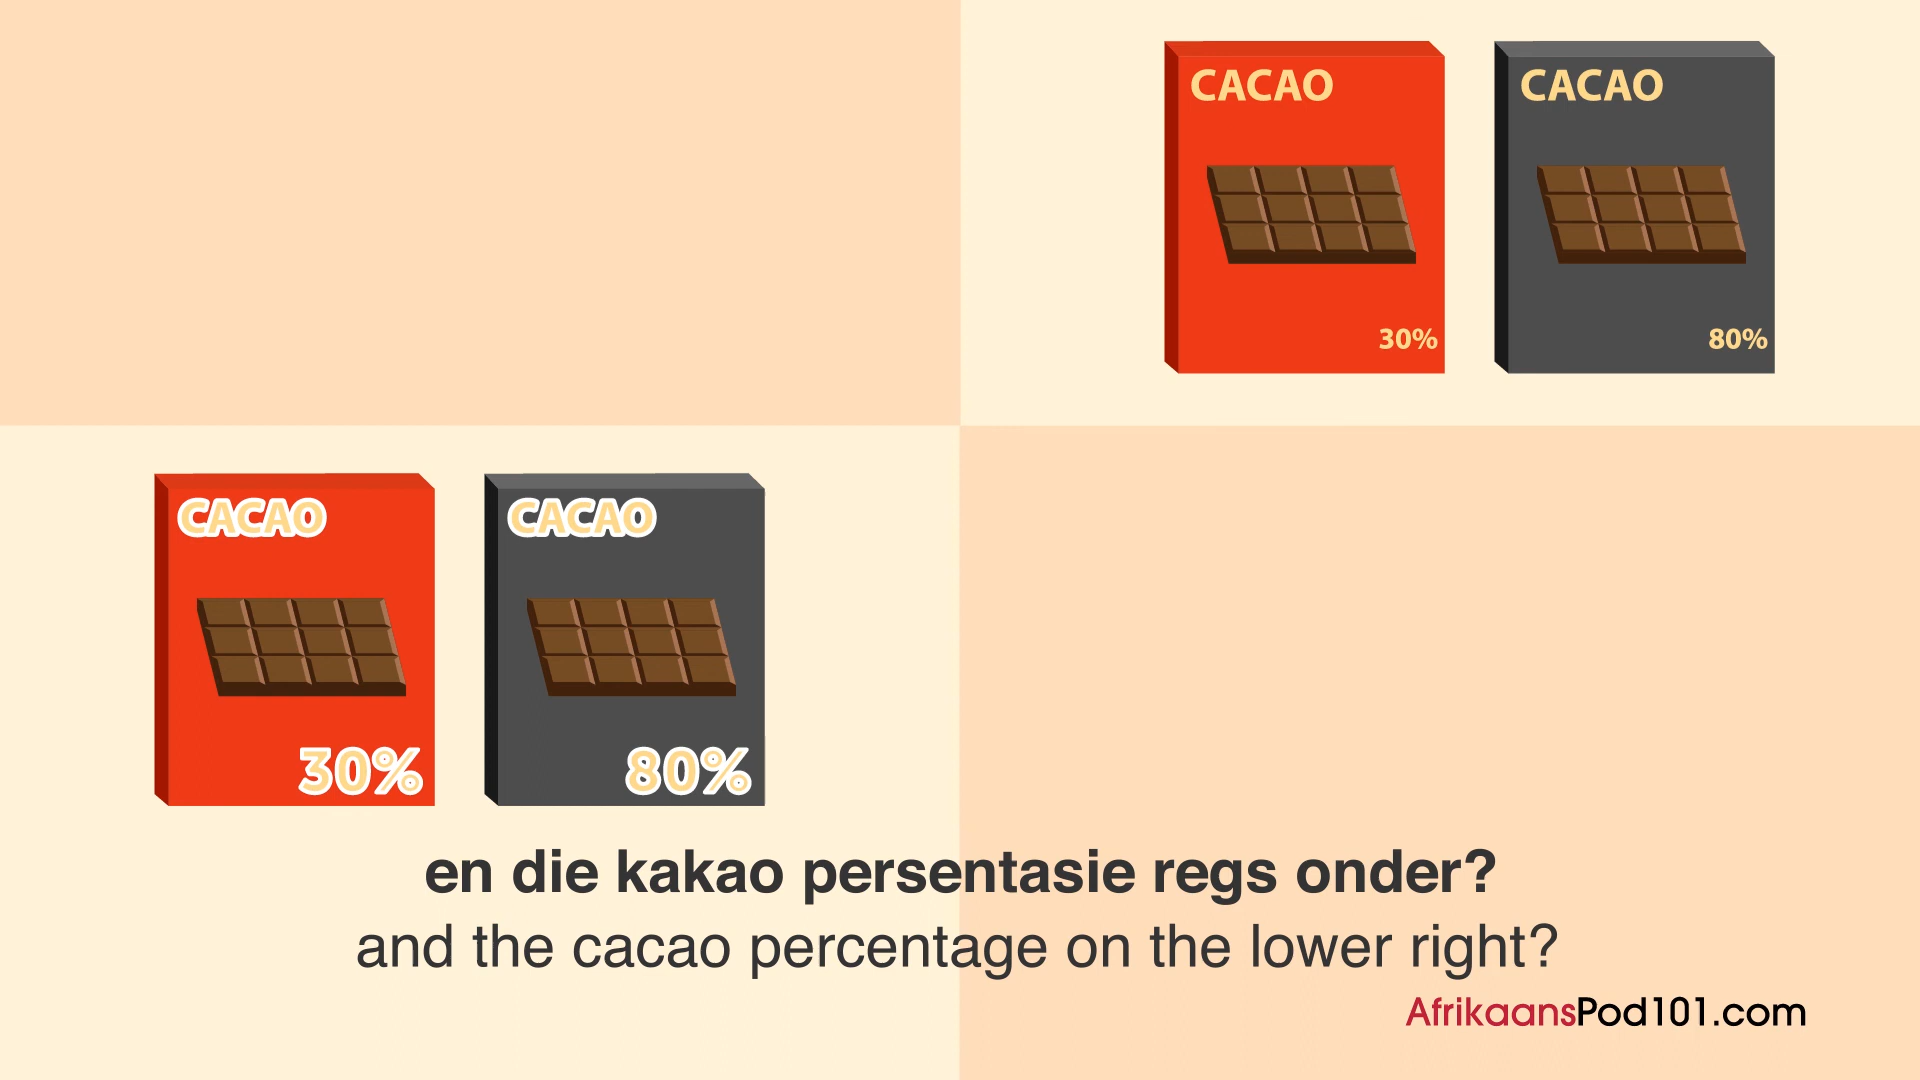 CACAO
CACAO
30%
80%
CACAO
CACAO
30%
80%
en die kakao persentasie regs onder?
and the cacao percentage on the lower right?
AfrikaansPod101.com